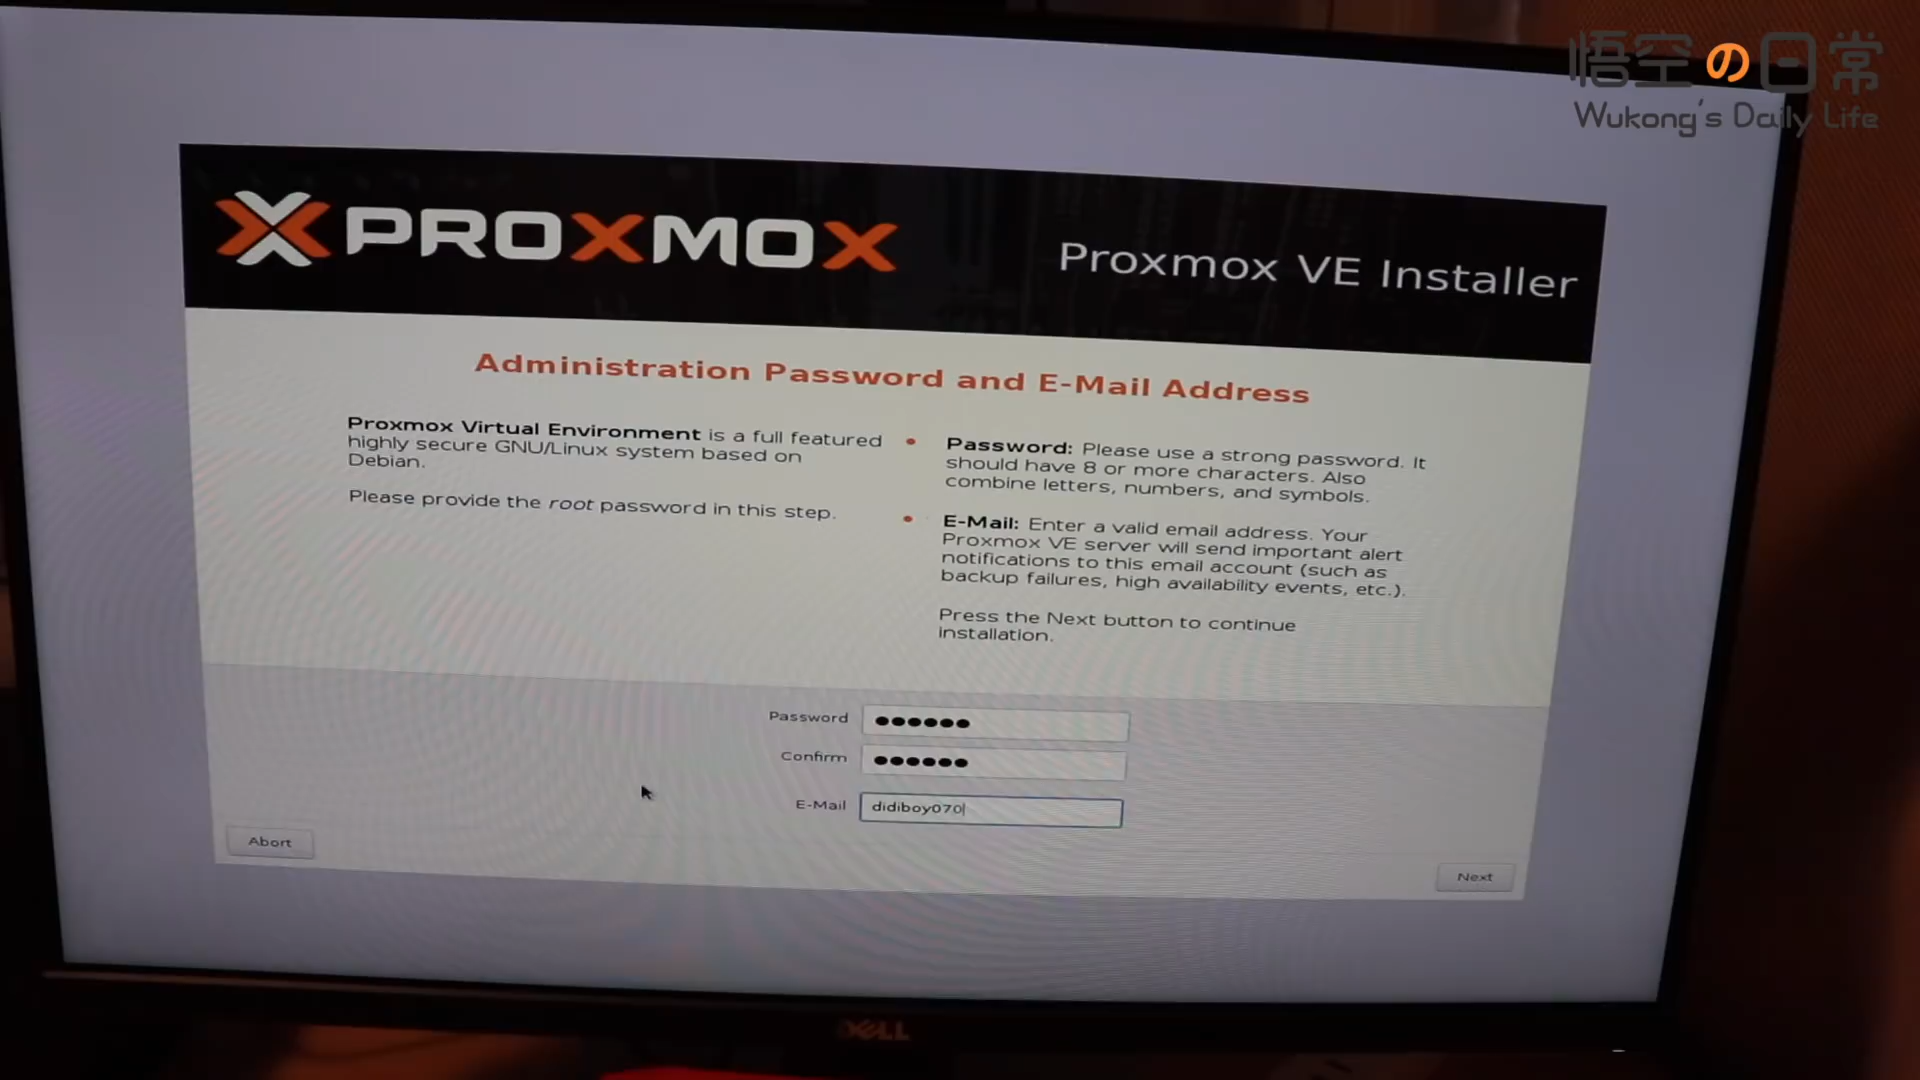 悟空の日常
Wukong's Daily Life
PROXMOX
Proxmox VE Installer
Administration Password and E-Mail Address
Proxmox Virtual Environment is a full featured
highly secure GNU/Linux system based on
Debian.
Please provide the root password in this step.
Password: Please use a strong password. It
should have 8 or more characters. Also
combine letters, numbers, and symbols.
E-Mail: Enter a valid email address. Your
Proxmox VE server will send important alert
notifications to this email account (such as
backup failures, high availability events, etc.).
Press the Next button to continue
installation.
Password ●●●●●●
Confirm ●●●●●●
E-Mail didiboy070
Abort
Next
DELL